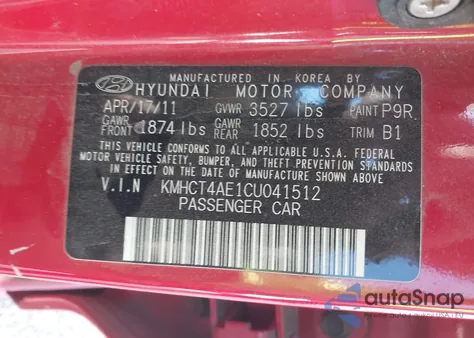 MANUFACTURED IN KOREA BY
HYUNDAI MOTOR COMPANY
APR/17/11 GVWR 3527 lbs PAINT P9R
GAWR FRONT 1874 lbs GAWR REAR 1852 lbs TRIM B1
THIS VEHICLE CONFORMS TO ALL APPLICABLE U.S.A. FEDERAL
MOTOR VEHICLE SAFETY, BUMPER, AND THEFT PREVENTION STANDARDS
IN EFFECT ON THE DATE OF MANUFACTURE SHOWN ABOVE.
V.I.N KMHCT4AE1CU041512
PASSENGER CAR
autoSnap